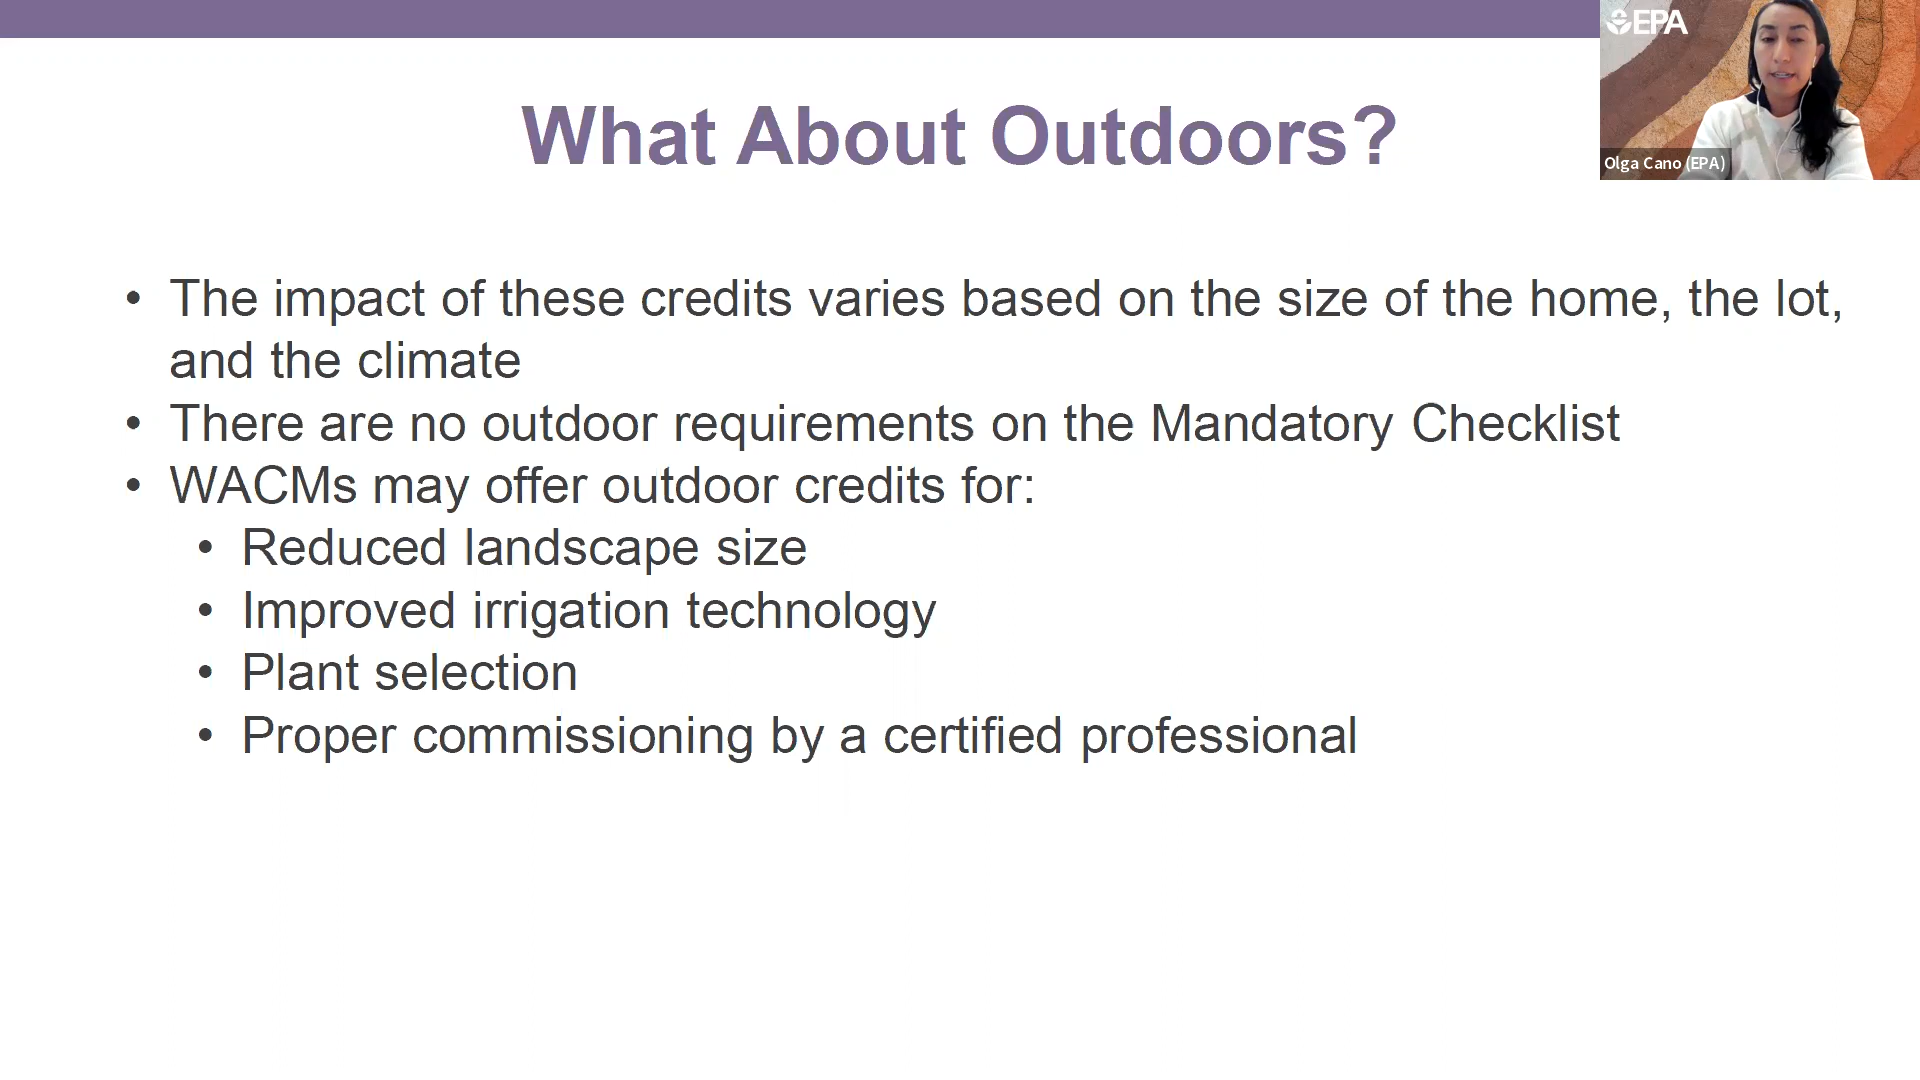 EPA
Olga Cano (EPA)
What About Outdoors?
• The impact of these credits varies based on the size of the home, the lot,
and the climate
• There are no outdoor requirements on the Mandatory Checklist
• WACMs may offer outdoor credits for:
• Reduced landscape size
• Improved irrigation technology
• Plant selection
• Proper commissioning by a certified professional